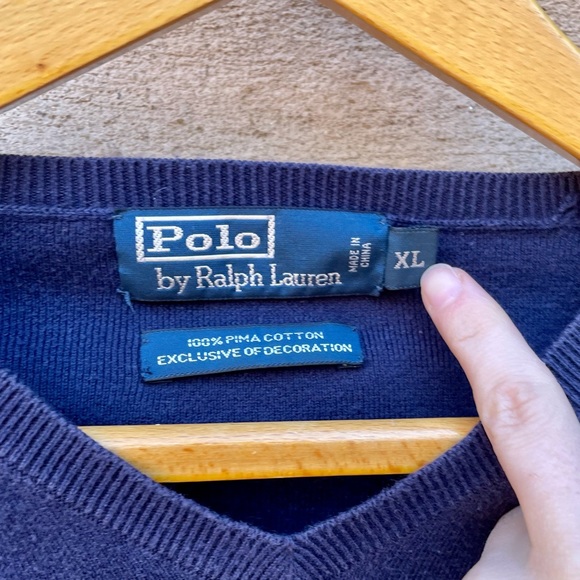 Polo
by Ralph Lauren
MADE IN
CHINA
XL
100% PIMA COTTON
EXCLUSIVE OF DECORATION